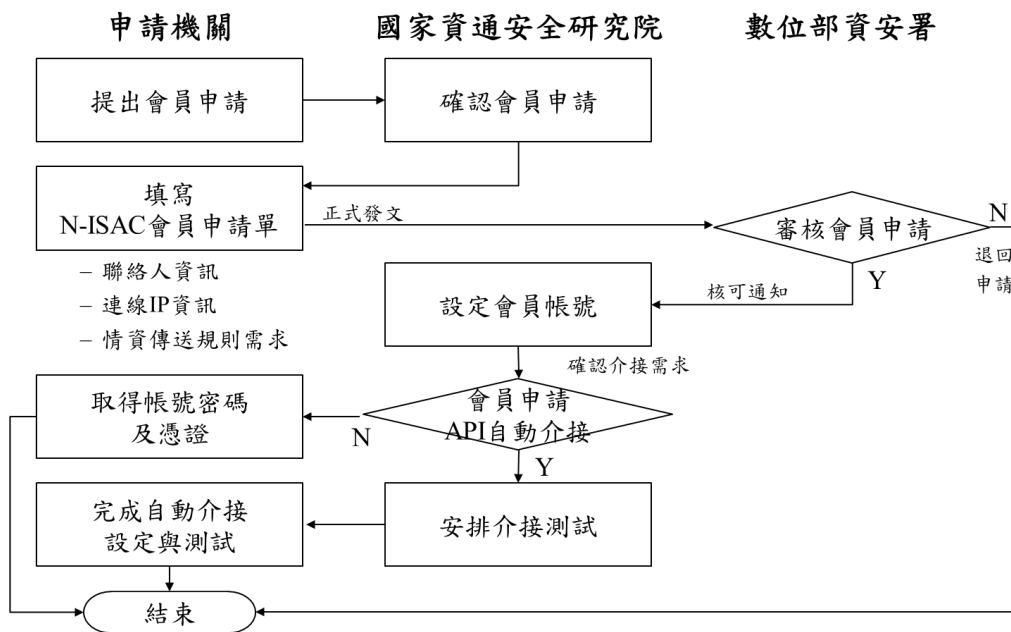 申請機關
國家資通安全研究院
數位部資安署
提出會員申請
確認會員申請
填寫
N-ISAC會員申請單
正式發文
審核會員申請
N
退回
申請
Y
– 聯絡人資訊
– 連線IP資訊
– 情資傳送規則需求
設定會員帳號
核可通知
確認介接需求
取得帳號密碼
及憑證
N
會員申請
API自動介接
Y
完成自動介接
設定與測試
安排介接測試
結束